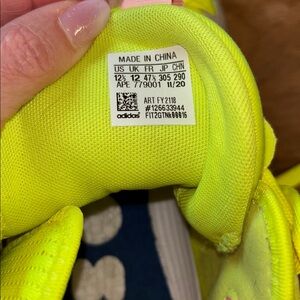 MADE IN CHINA
US UK FR JP CHN
12½ 12 47⅓ 305 290
APE 779001 11/20
ART FY2118
#126633944
adidas F1T2GTNk00816